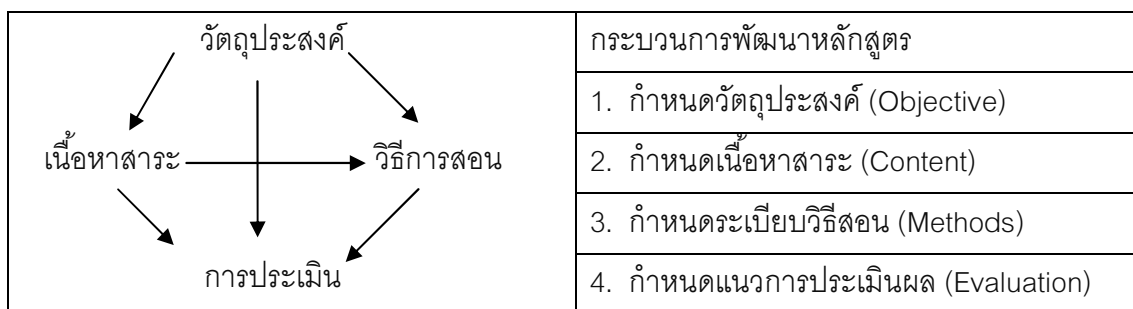 วัตถุประสงค์
เนื้อหาสาระ วิธีการสอน
การประเมิน
กระบวนการพัฒนาหลักสูตร
1. กำหนดวัตถุประสงค์ (Objective)
2. กำหนดเนื้อหาสาระ (Content)
3. กำหนดระเบียบวิธีสอน (Methods)
4. กำหนดแนวการประเมินผล (Evaluation)